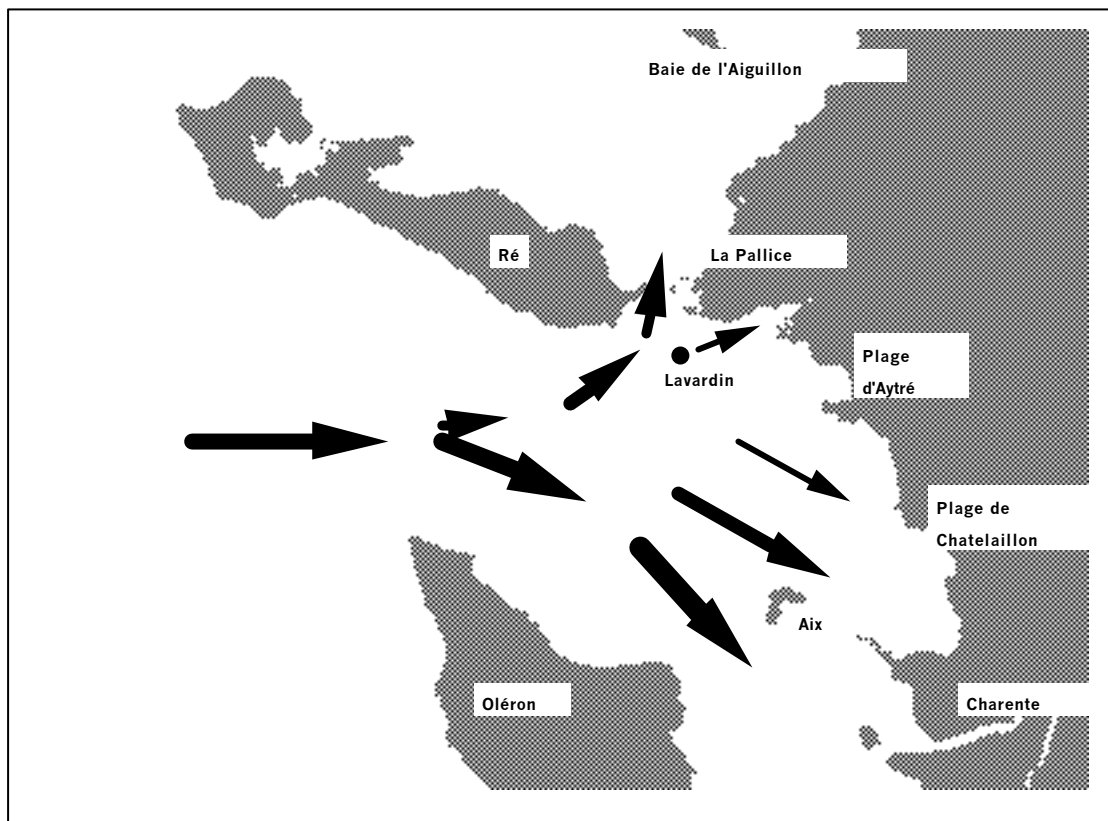 Baie de l'Aiguillon
Ré
La Pallice
Plage
d'Aytré
Lavardin
Plage de
Chatelaillon
Aix
Oléron
Charente